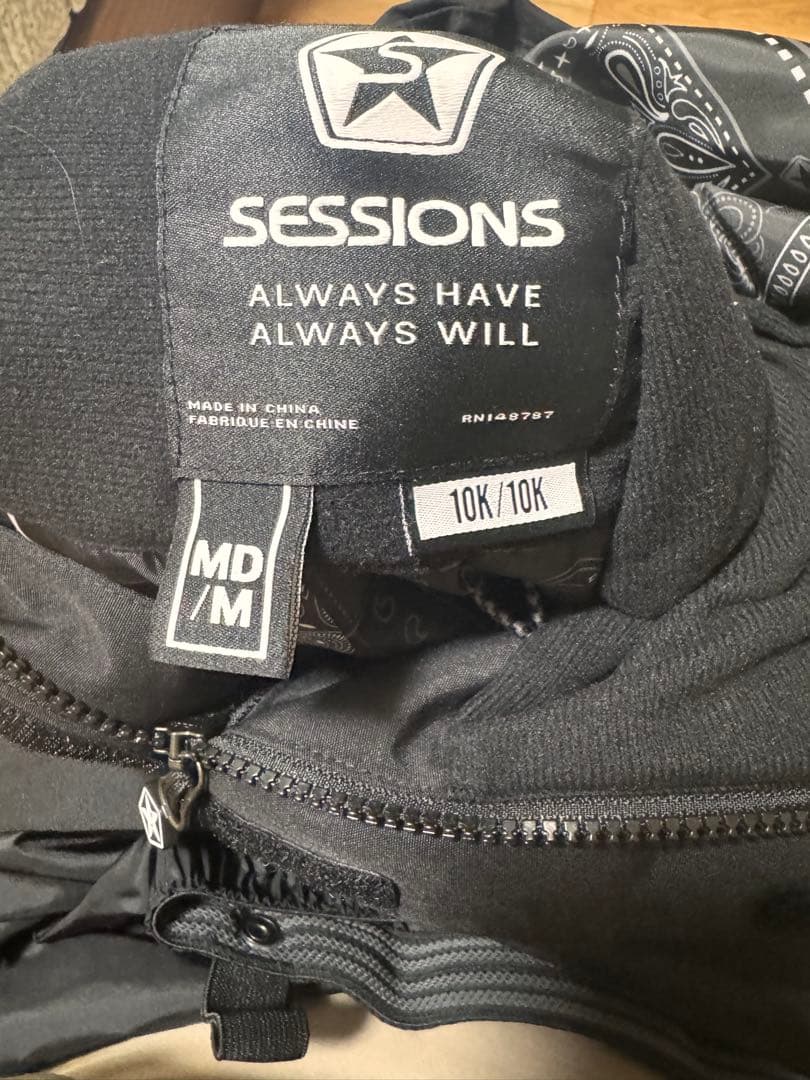 S
SESSIONS
ALWAYS HAVE
ALWAYS WILL
MADE IN CHINA
FABRIQUE EN CHINE
RN148787
10K/10K
MD
/M